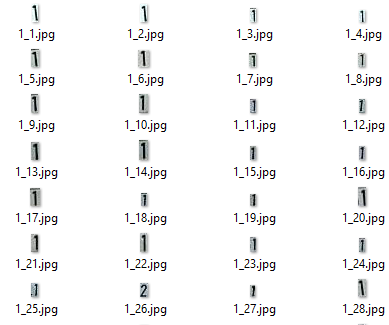 1 1 1 1
1_1.jpg 1_2.jpg 1_3.jpg 1_4.jpg
1 1 1 1
1_5.jpg 1_6.jpg 1_7.jpg 1_8.jpg
1 1 1 1
1_9.jpg 1_10.jpg 1_11.jpg 1_12.jpg
1 1 1 1
1_13.jpg 1_14.jpg 1_15.jpg 1_16.jpg
1 1 1 1
1_17.jpg 1_18.jpg 1_19.jpg 1_20.jpg
1 1 1 1
1_21.jpg 1_22.jpg 1_23.jpg 1_24.jpg
1 2 1 1
1_25.jpg 1_26.jpg 1_27.jpg 1_28.jpg